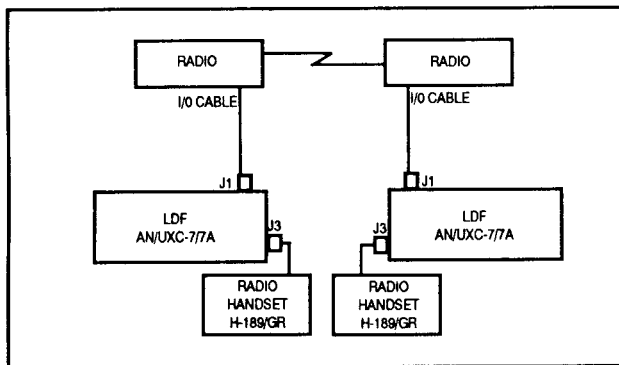 RADIO
RADIO
I/0 CABLE
I/0 CABLE
J1
J1
LDF
AN/UXC-7/7A
J3
J3
LDF
AN/UXC-7/7A
RADIO
HANDSET
H-189/GR
RADIO
HANDSET
H-189/GR